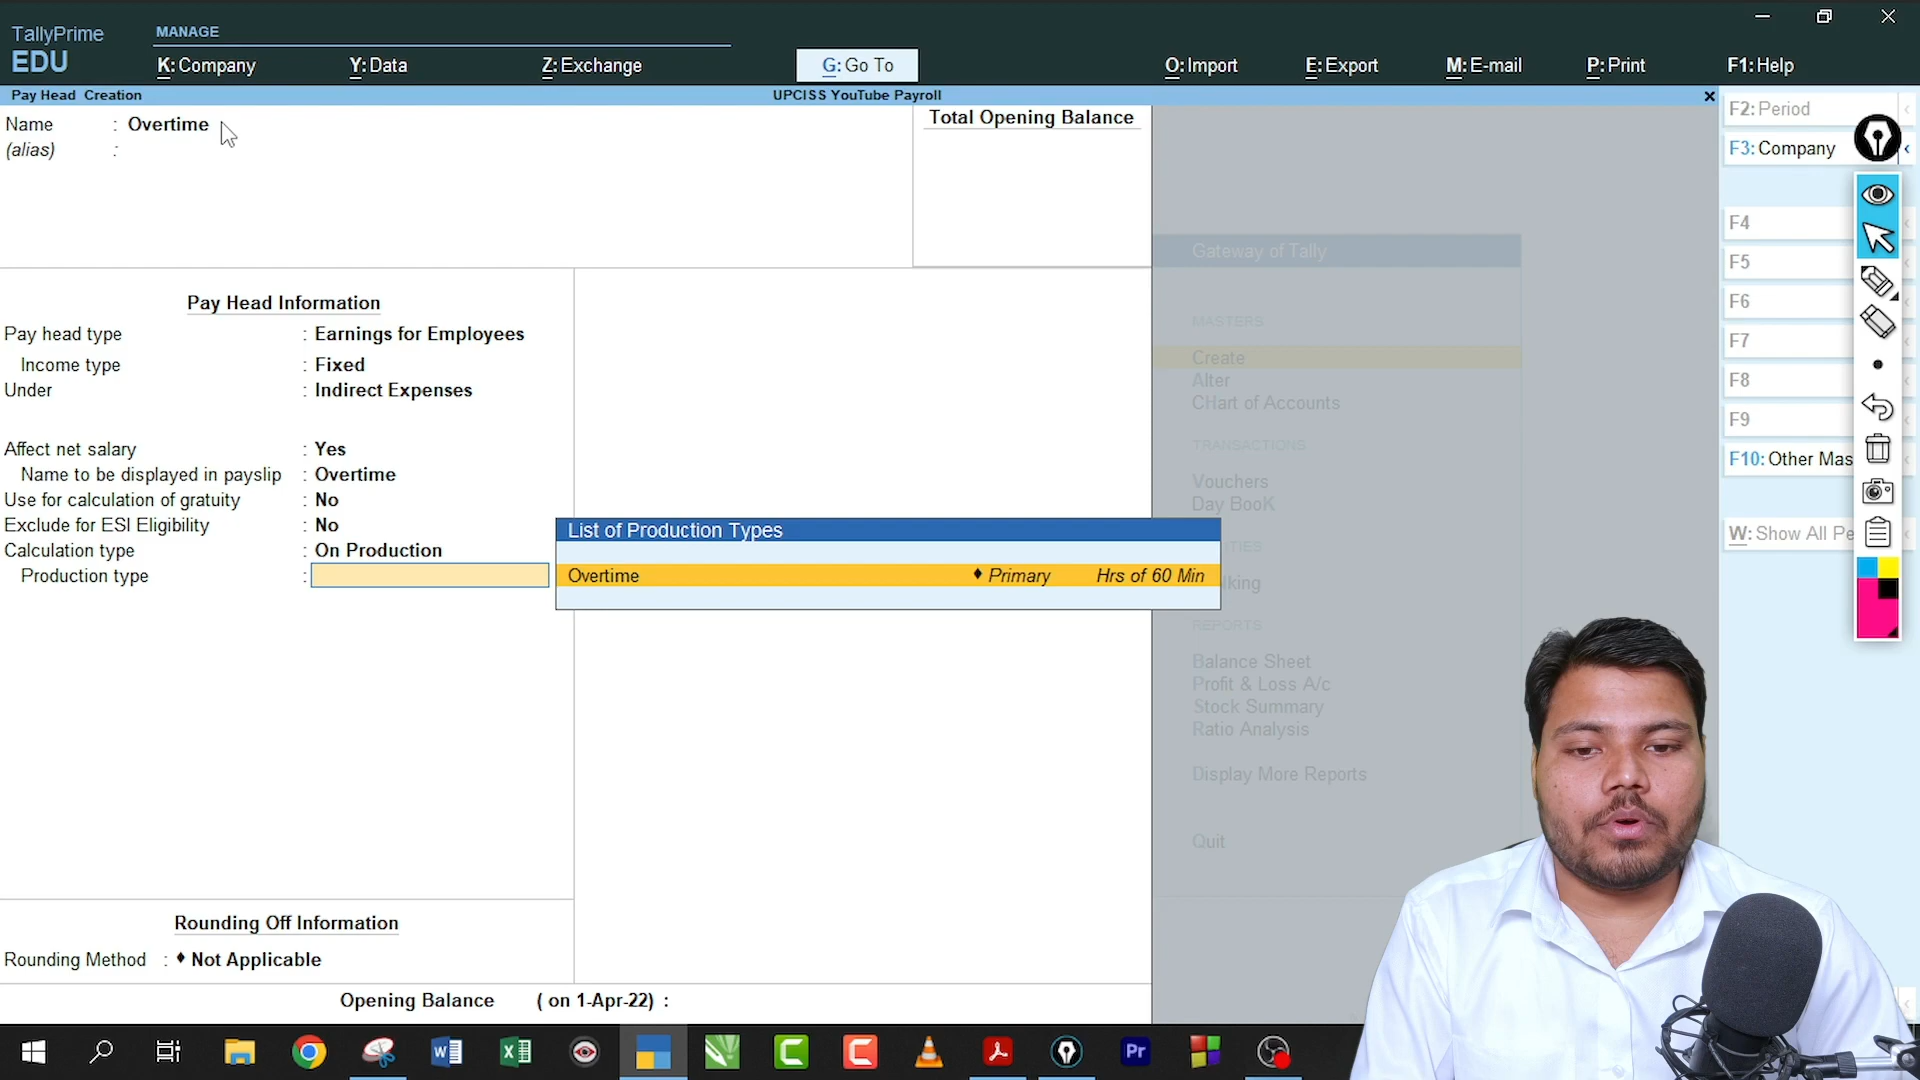 TallyPrime
EDU
MANAGE
K: Company
Y: Data
Z: Exchange
G: Go To
O: Import
E: Export
M: E-mail
P: Print
F1: Help
Pay Head Creation
UPCISS YouTube Payroll
Name : Overtime
(alias) :
Total Opening Balance
Pay Head Information
Pay head type : Earnings for Employees
Income type : Fixed
Under : Indirect Expenses
Affect net salary : Yes
Name to be displayed in payslip : Overtime
Use for calculation of gratuity : No
Exclude for ESI Eligibility : No
Calculation type : On Production
Production type :
List of Production Types
Overtime ♦ Primary Hrs of 60 Min
Rounding Off Information
Rounding Method : ♦ Not Applicable
Opening Balance ( on 1-Apr-22) :
Gateway of Tally
MASTERS
Create
Alter
CHart of Accounts
TRANSACTIONS
Vouchers
Day BooK
REPORTS
Balance Sheet
Profit & Loss A/c
Stock Summary
Ratio Analysis
Display More Reports
Quit
F2: Period
F3: Company
F4
F5
F6
F7
F8
F9
F10: Other Mas
W: Show All Pe
Pr